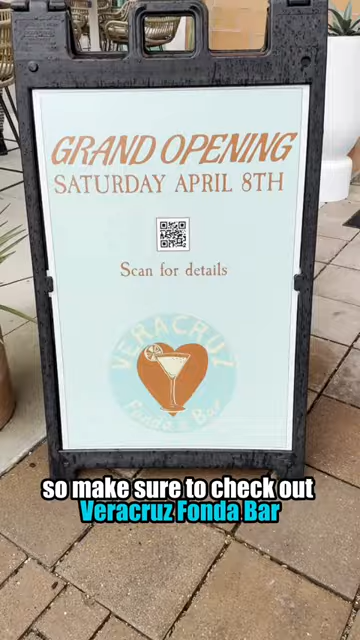 GRAND OPENING
SATURDAY APRIL 8TH
Scan for details
VERACRUZ
Fonda & Bar
so make sure to check out
Veracruz Fonda Bar